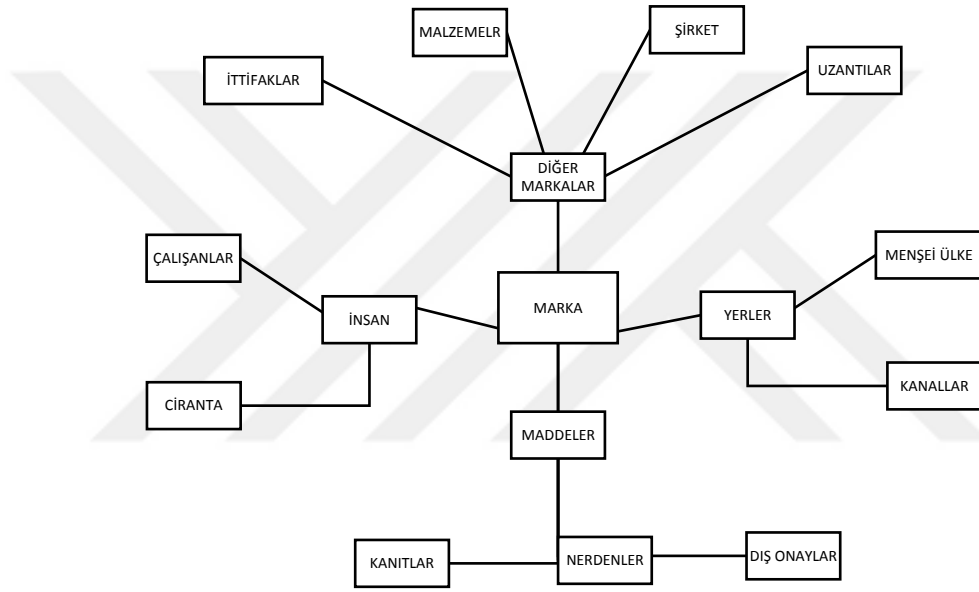 MALZEMELR
ŞİRKET
İTTİFAKLAR
UZANTILAR
DİĞER
MARKALAR
ÇALIŞANLAR
MENŞEİ ÜLKE
İNSAN
MARKA
YERLER
CİRANTA
KANALLAR
MADDELER
KANITLAR
NERDENLER
DIŞ ONAYLAR